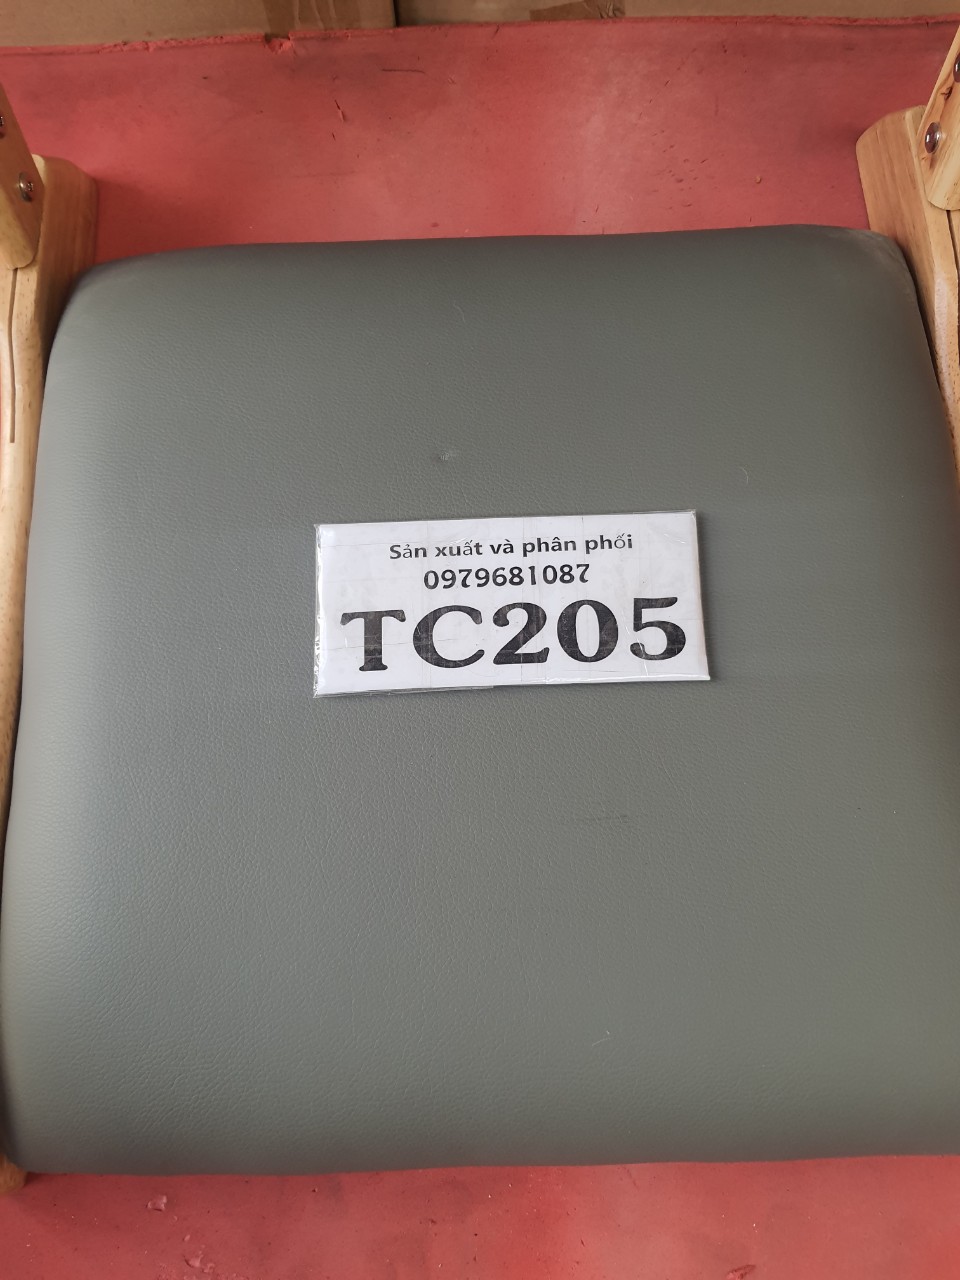 Sản xuất và phân phối
0979681087
TC205